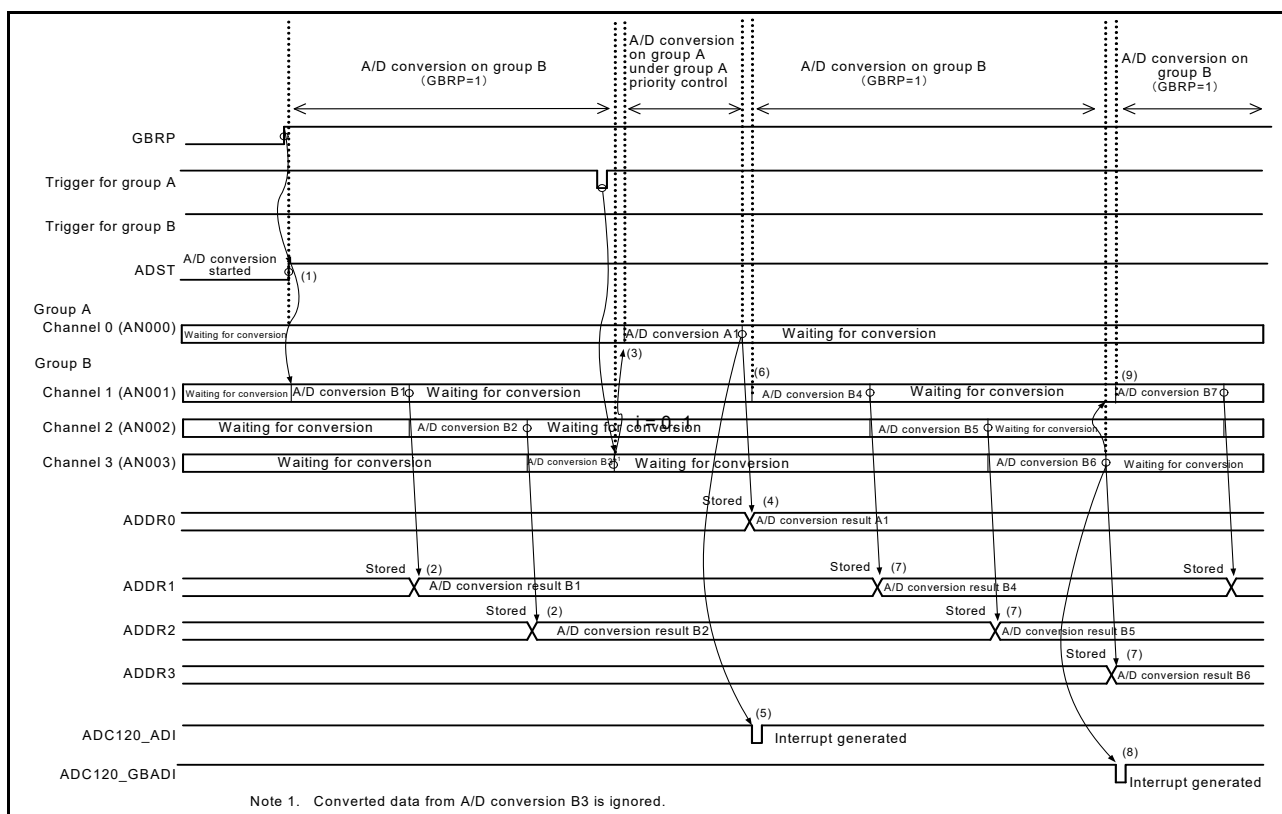 A/D conversion on group B
(GBRP=1)
A/D conversion
on group A
under group A
priority control
A/D conversion on group B
(GBRP=1)
A/D conversion on
group B
(GBRP=1)
GBRP
Trigger for group A
Trigger for group B
ADST
A/D conversion
started
(1)
Group A
Channel 0 (AN000)
Waiting for conversion
A/D conversion A1
Waiting for conversion
(3)
Group B
(6)
(9)
Channel 1 (AN001)
Waiting for conversion
A/D conversion B1
Waiting for conversion
A/D conversion B4
Waiting for conversion
A/D conversion B7
Channel 2 (AN002)
Waiting for conversion
A/D conversion B2
Waiting for conversion
i = 0, 1
A/D conversion B5
Waiting for conversion
Channel 3 (AN003)
Waiting for conversion
A/D conversion B3*1
Waiting for conversion
A/D conversion B6
Waiting for conversion
Stored (4)
ADDR0
A/D conversion result A1
Stored (2)
Stored (7)
Stored
ADDR1
A/D conversion result B1
A/D conversion result B4
Stored (2)
Stored (7)
ADDR2
A/D conversion result B2
A/D conversion result B5
Stored (7)
ADDR3
A/D conversion result B6
(5)
ADC120_ADI
Interrupt generated
(8)
ADC120_GBADI
Interrupt generated
Note 1. Converted data from A/D conversion B3 is ignored.